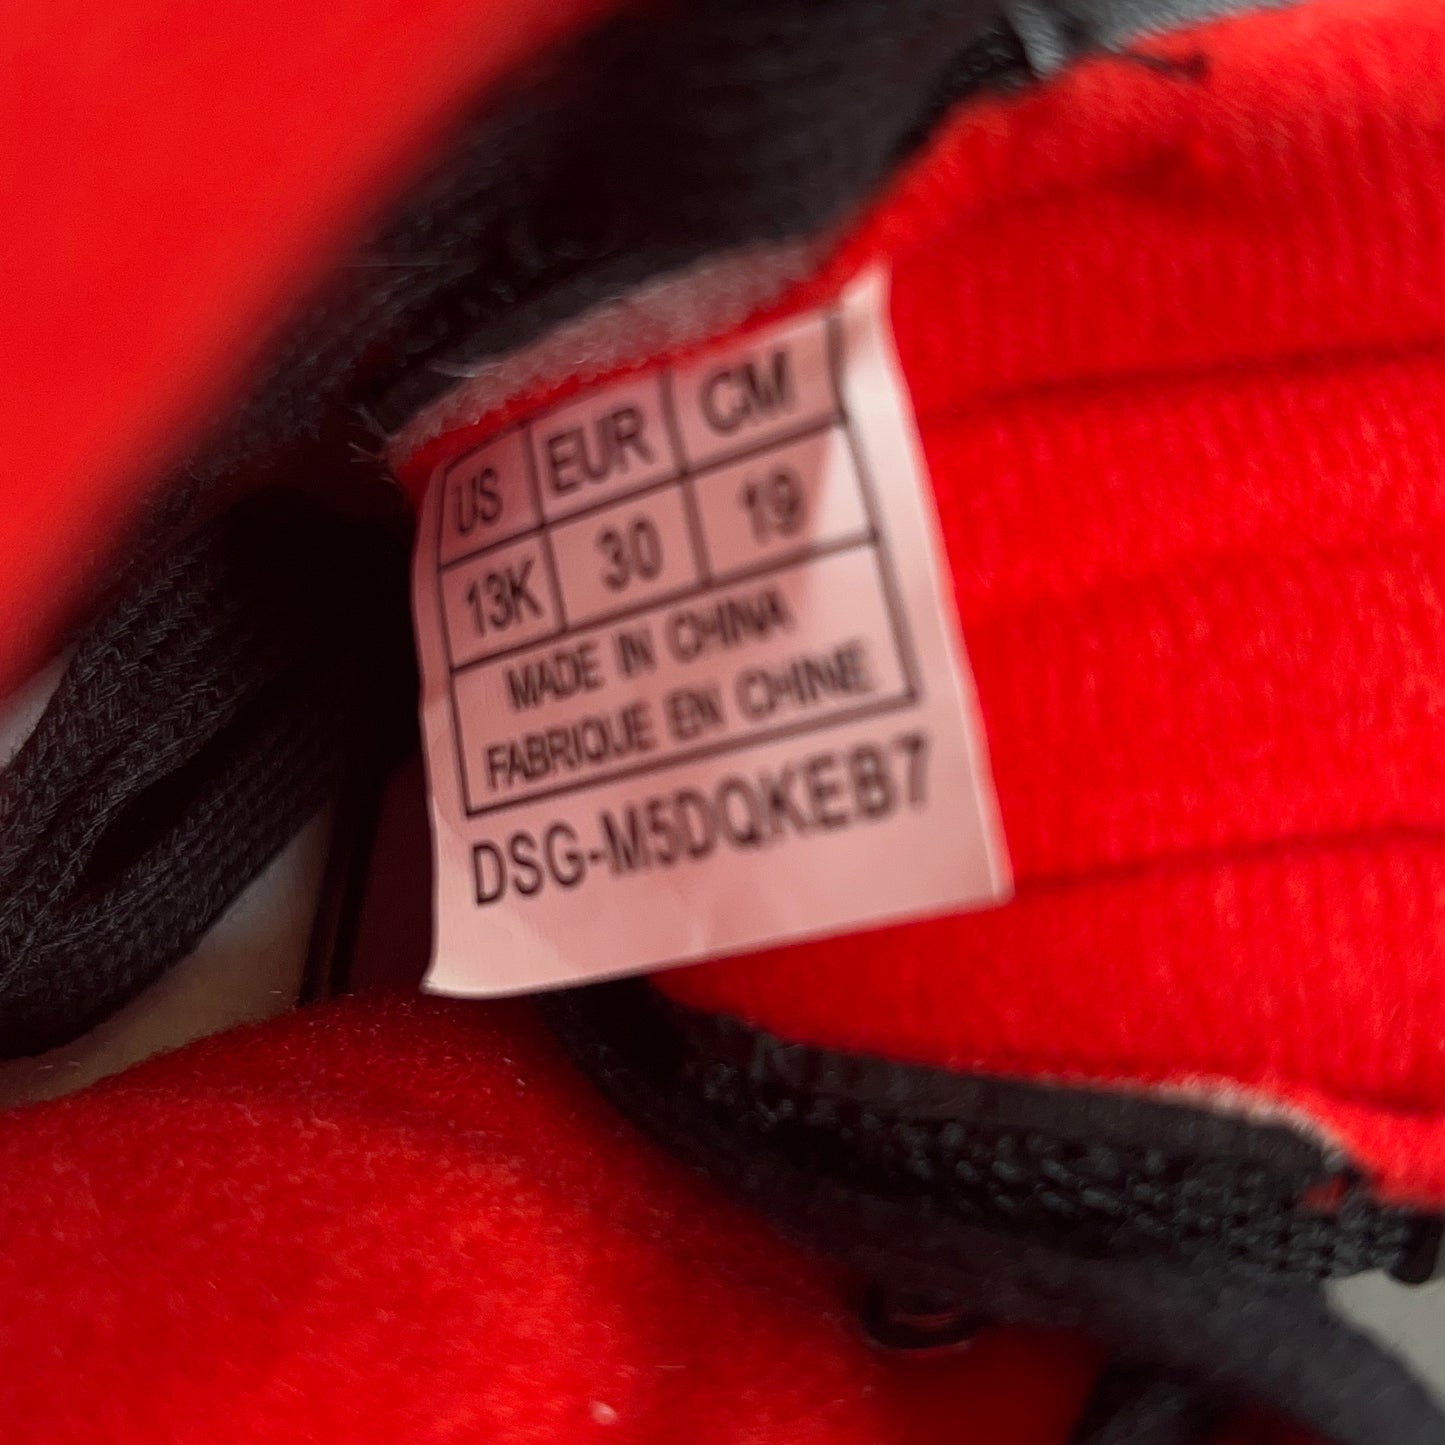 US EUR CM
13K 30 19
MADE IN CHINA
FABRIQUE EN CHINE
DSG-M5DQKEB7